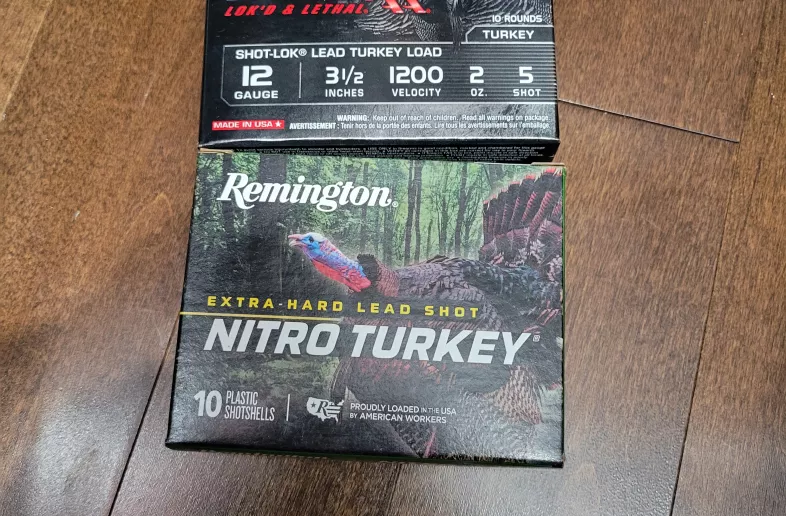 LOK'D & LETHAL.
10 ROUNDS
TURKEY
SHOT-LOK® LEAD TURKEY LOAD
12 3 1/2 1200 2 5
GAUGE INCHES VELOCITY OZ. SHOT
WARNING: Keep out of reach of children. Read all warnings on package.
MADE IN USA ★ AVERTISSEMENT: Tenir hors de la portée des enfants. Lire tous les avertissements sur l'emballage.
Remington®
EXTRA-HARD LEAD SHOT
NITRO TURKEY®
10 PLASTIC SHOTSHELLS
R
PROUDLY LOADED IN THE USA
BY AMERICAN WORKERS